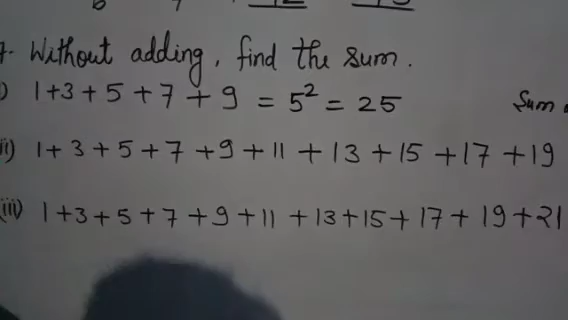 7. Without adding, find the sum.
i) 1+3+5+7+9 = 5² = 25 Sum
ii) 1+3+5+7+9+11+13+15+17+19
(iii) 1+3+5+7+9+11+13+15+17+19+21